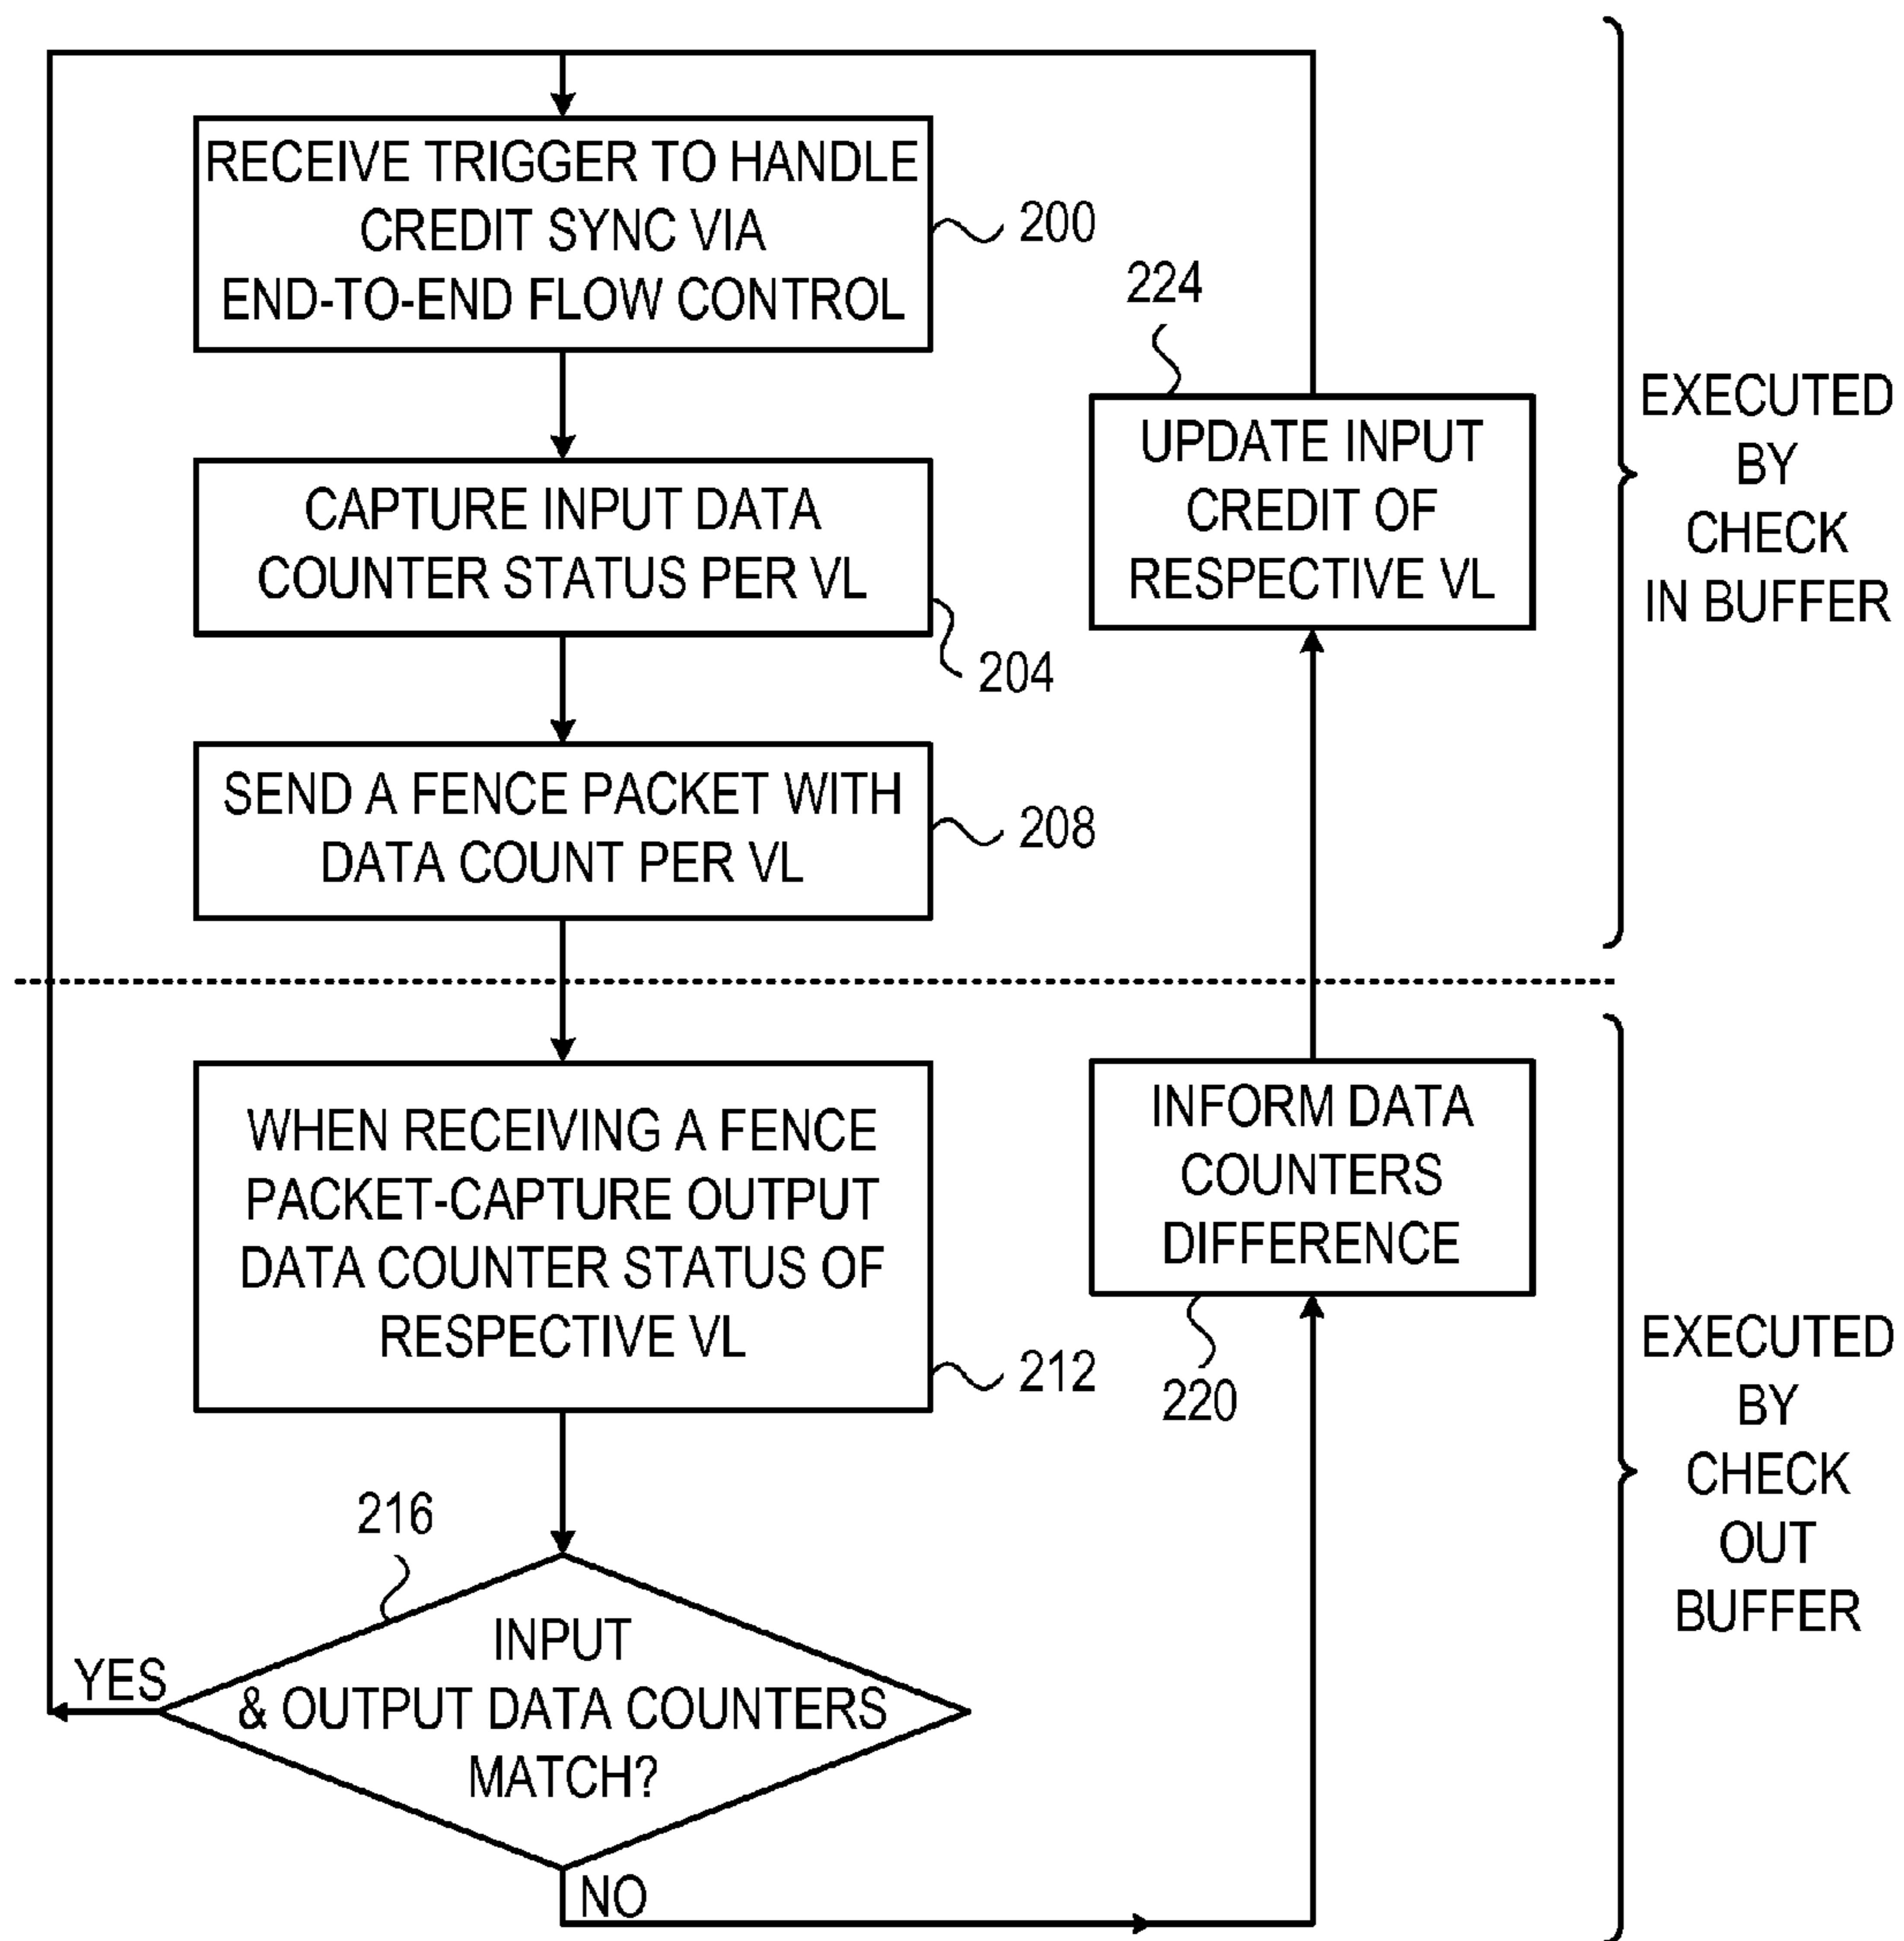 RECEIVE TRIGGER TO HANDLE
CREDIT SYNC VIA
END-TO-END FLOW CONTROL
200
CAPTURE INPUT DATA
COUNTER STATUS PER VL
204
SEND A FENCE PACKET WITH
DATA COUNT PER VL
208
224
UPDATE INPUT
CREDIT OF
RESPECTIVE VL
EXECUTED
BY
CHECK
IN BUFFER
WHEN RECEIVING A FENCE
PACKET-CAPTURE OUTPUT
DATA COUNTER STATUS OF
RESPECTIVE VL
212
216
INPUT
& OUTPUT DATA COUNTERS
MATCH?
YES
NO
INFORM DATA
COUNTERS
DIFFERENCE
220
EXECUTED
BY
CHECK
OUT
BUFFER